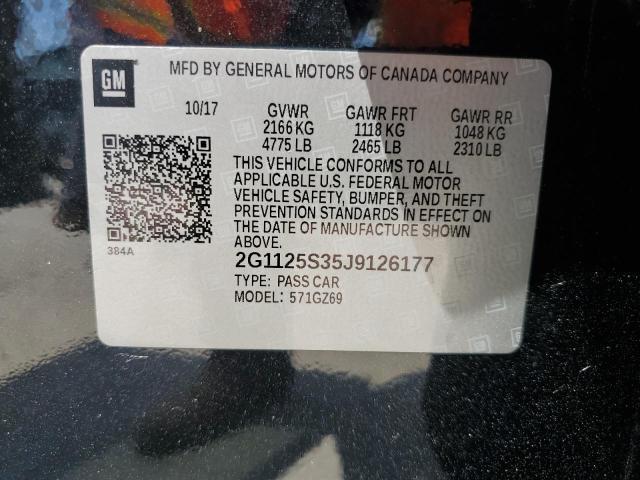 GM
MFD BY GENERAL MOTORS OF CANADA COMPANY
10/17 GVWR GAWR FRT GAWR RR
2166 KG 1118 KG 1048 KG
4775 LB 2465 LB 2310 LB
THIS VEHICLE CONFORMS TO ALL
APPLICABLE U.S. FEDERAL MOTOR
VEHICLE SAFETY, BUMPER, AND THEFT
PREVENTION STANDARDS IN EFFECT ON
THE DATE OF MANUFACTURE SHOWN
ABOVE.
384A
2G1125S35J9126177
TYPE: PASS CAR
MODEL: 571GZ69